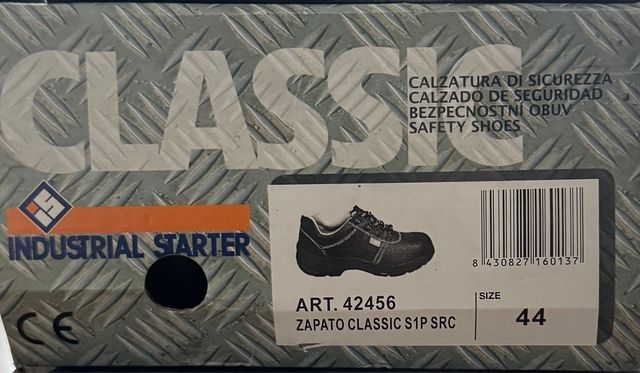 CLASSIC
CALZATURA DI SICUREZZA
CALZADO DE SEGURIDAD
BEZPECNOSTNÍ OBUV
SAFETY SHOES
INDUSTRIAL STARTER
CE
8 430827 160137
ART. 42456
ZAPATO CLASSIC S1P SRC
SIZE
44